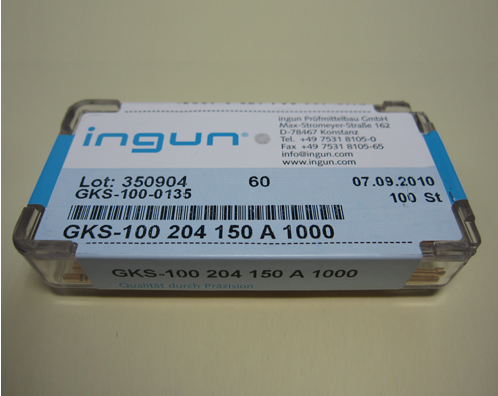 ingun Prüfmittelbau GmbH
Max-Stromeyer-Straße 162
D-78467 Konstanz
Tel. +49 7531 8105-0
Fax +49 7531 8105-65
info@ingun.com
www.ingun.com
ingun®
Lot: 350904 60 07.09.2010
GKS-100-0135 100 St
GKS-100 204 150 A 1000
GKS-100 204 150 A 1000
Qualität durch Präzision